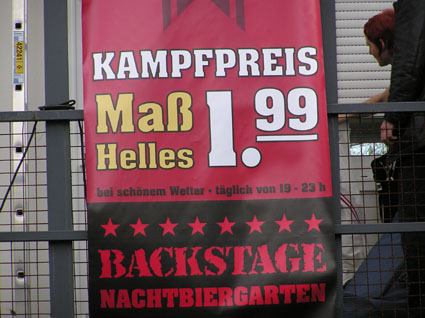 KAMPFPREIS
Maß
Helles
1.99
bei schönem Wetter · täglich von 19 - 23 h
BACKSTAGE
NACHTBIERGARTEN